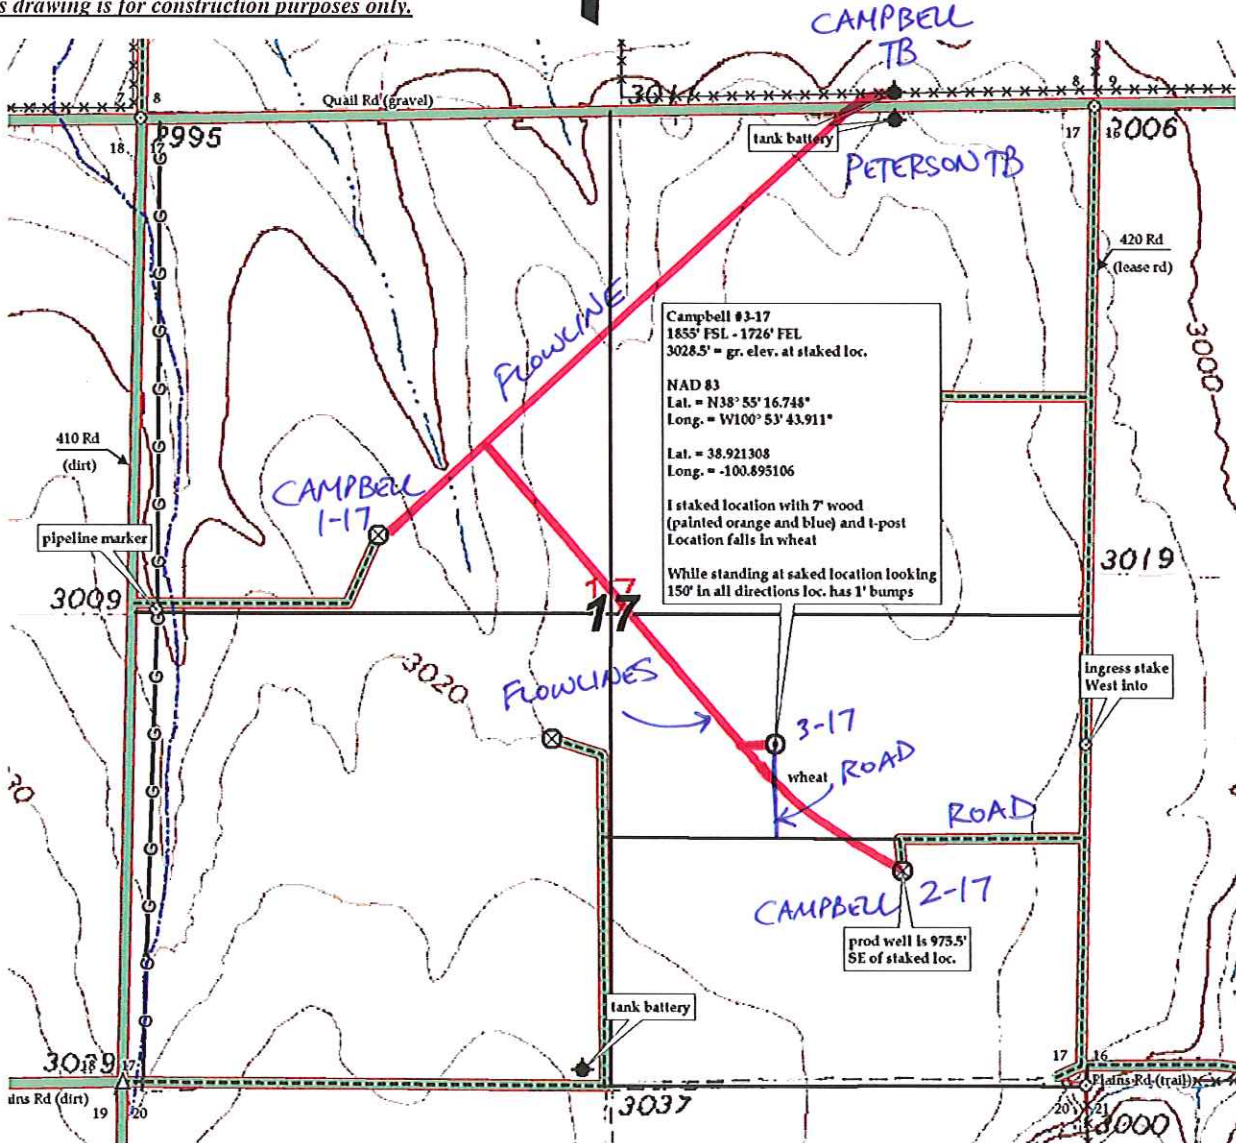 s drawing is for construction purposes only.
CAMPBELL
TB
7
8
Quail Rd (gravel)
8
9
18
17
tank battery
17
16
3006
PETERSON TB
420 Rd
(lease rd)
FLOWLINE
3000
Campbell #3-17
1855' FSL - 1726' FEL
3028.5' = gr. elev. at staked loc.
NAD 83
Lat. = N38° 55' 16.748"
Long. = W100° 53' 43.911"
Lat. = 38.921308
Long. = -100.895106
I staked location with 7' wood
(painted orange and blue) and t-post
Location falls in wheat
While standing at saked location looking
150' in all directions loc. has 1' bumps
410 Rd
(dirt)
CAMPBELL
1-17
pipeline marker
3009
17
17
3019
3020
FLOWLINES
ingress stake
West into
3-17
wheat
ROAD
ROAD
30
CAMPBELL 2-17
prod well is 975.5'
SE of staked loc.
tank battery
18
17
17
16
ins Rd (dirt)
19
20
3037
Plains Rd (trail)
20
21
3000
G
G
G
G
G
G
G
G
G
G
G
G
G